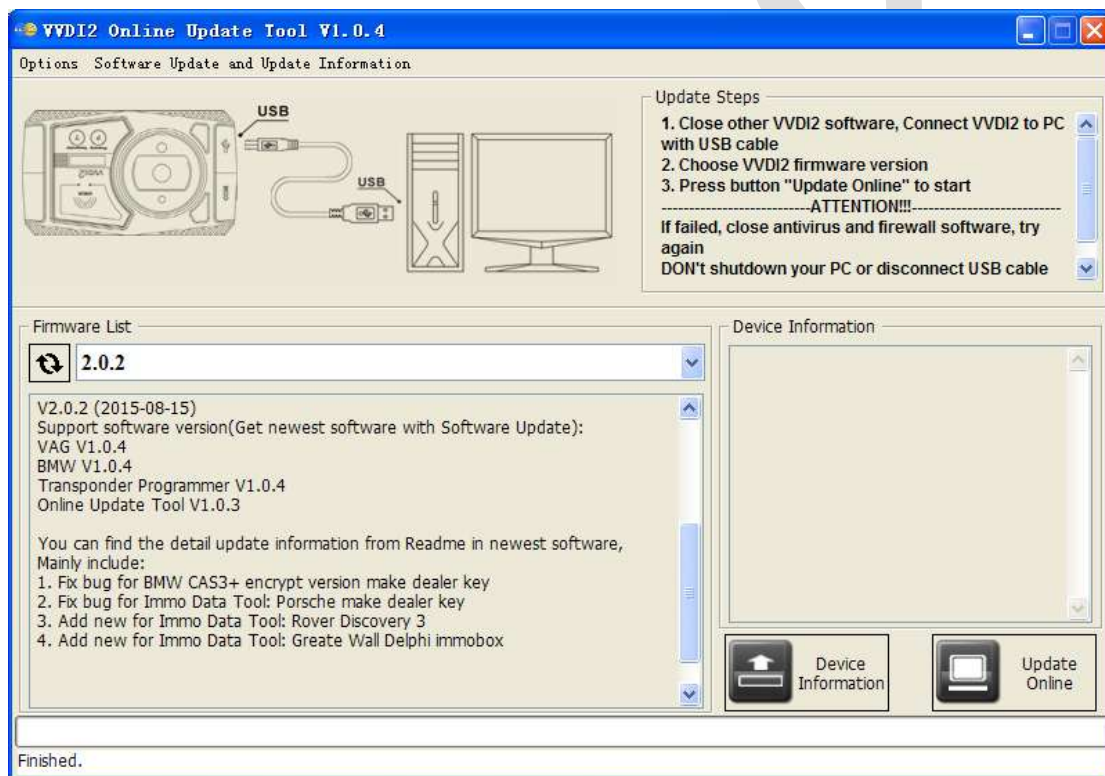 VVDI2 Online Update Tool V1.0.4
Options Software Update and Update Information
USB
USB
Update Steps
1. Close other VVDI2 software, Connect VVDI2 to PC
with USB cable
2. Choose VVDI2 firmware version
3. Press button "Update Online" to start
---------------------------ATTENTION!!!---------------------------
If failed, close antivirus and firewall software, try
again
DON't shutdown your PC or disconnect USB cable
Firmware List
2.0.2
V2.0.2 (2015-08-15)
Support software version(Get newest software with Software Update):
VAG V1.0.4
BMW V1.0.4
Transponder Programmer V1.0.4
Online Update Tool V1.0.3
You can find the detail update information from Readme in newest software,
Mainly include:
1. Fix bug for BMW CAS3+ encrypt version make dealer key
2. Fix bug for Immo Data Tool: Porsche make dealer key
3. Add new for Immo Data Tool: Rover Discovery 3
4. Add new for Immo Data Tool: Greate Wall Delphi immobox
Device Information
Device
Information
Update
Online
Finished.